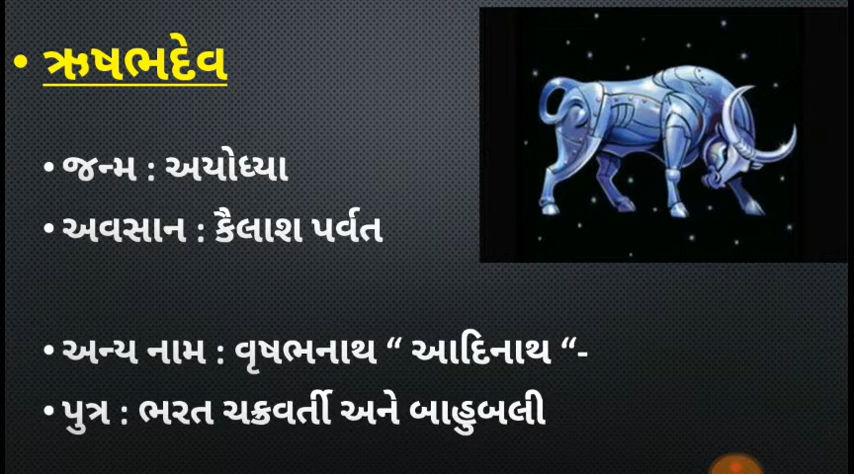 • ઋષભદેવ
• જન્મ : અયોધ્યા
• અવસાન : કૈલાશ પર્વત
• અન્ય નામ : વૃષભનાથ “ આદિનાથ “-
• પુત્ર : ભરત ચક્રવર્તી અને બાહુબલી